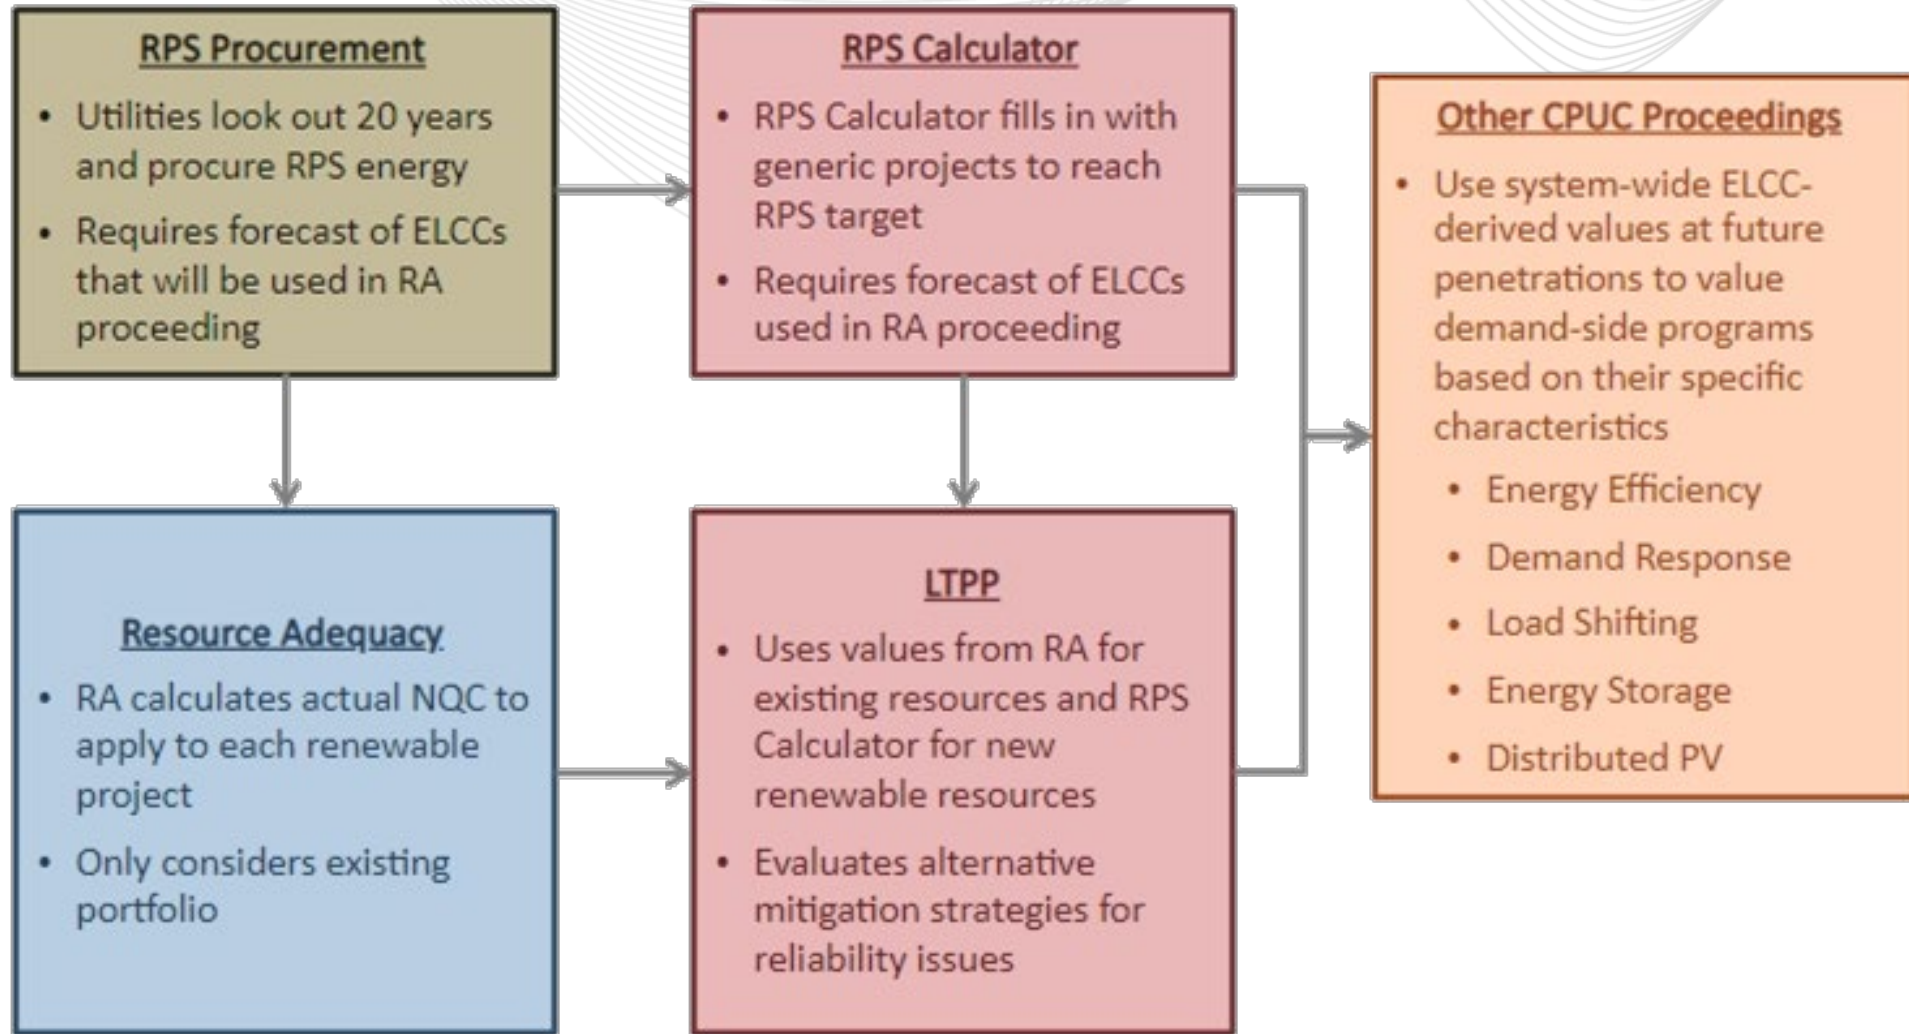 RPS Procurement
• Utilities look out 20 years
and procure RPS energy
• Requires forecast of ELCCs
that will be used in RA
proceeding
RPS Calculator
• RPS Calculator fills in with
generic projects to reach
RPS target
• Requires forecast of ELCCs
used in RA proceeding
Other CPUC Proceedings
• Use system-wide ELCC-
derived values at future
penetrations to value
demand-side programs
based on their specific
characteristics
• Energy Efficiency
• Demand Response
• Load Shifting
• Energy Storage
• Distributed PV
Resource Adequacy
• RA calculates actual NQC to
apply to each renewable
project
• Only considers existing
portfolio
LTPP
• Uses values from RA for
existing resources and RPS
Calculator for new
renewable resources
• Evaluates alternative
mitigation strategies for
reliability issues